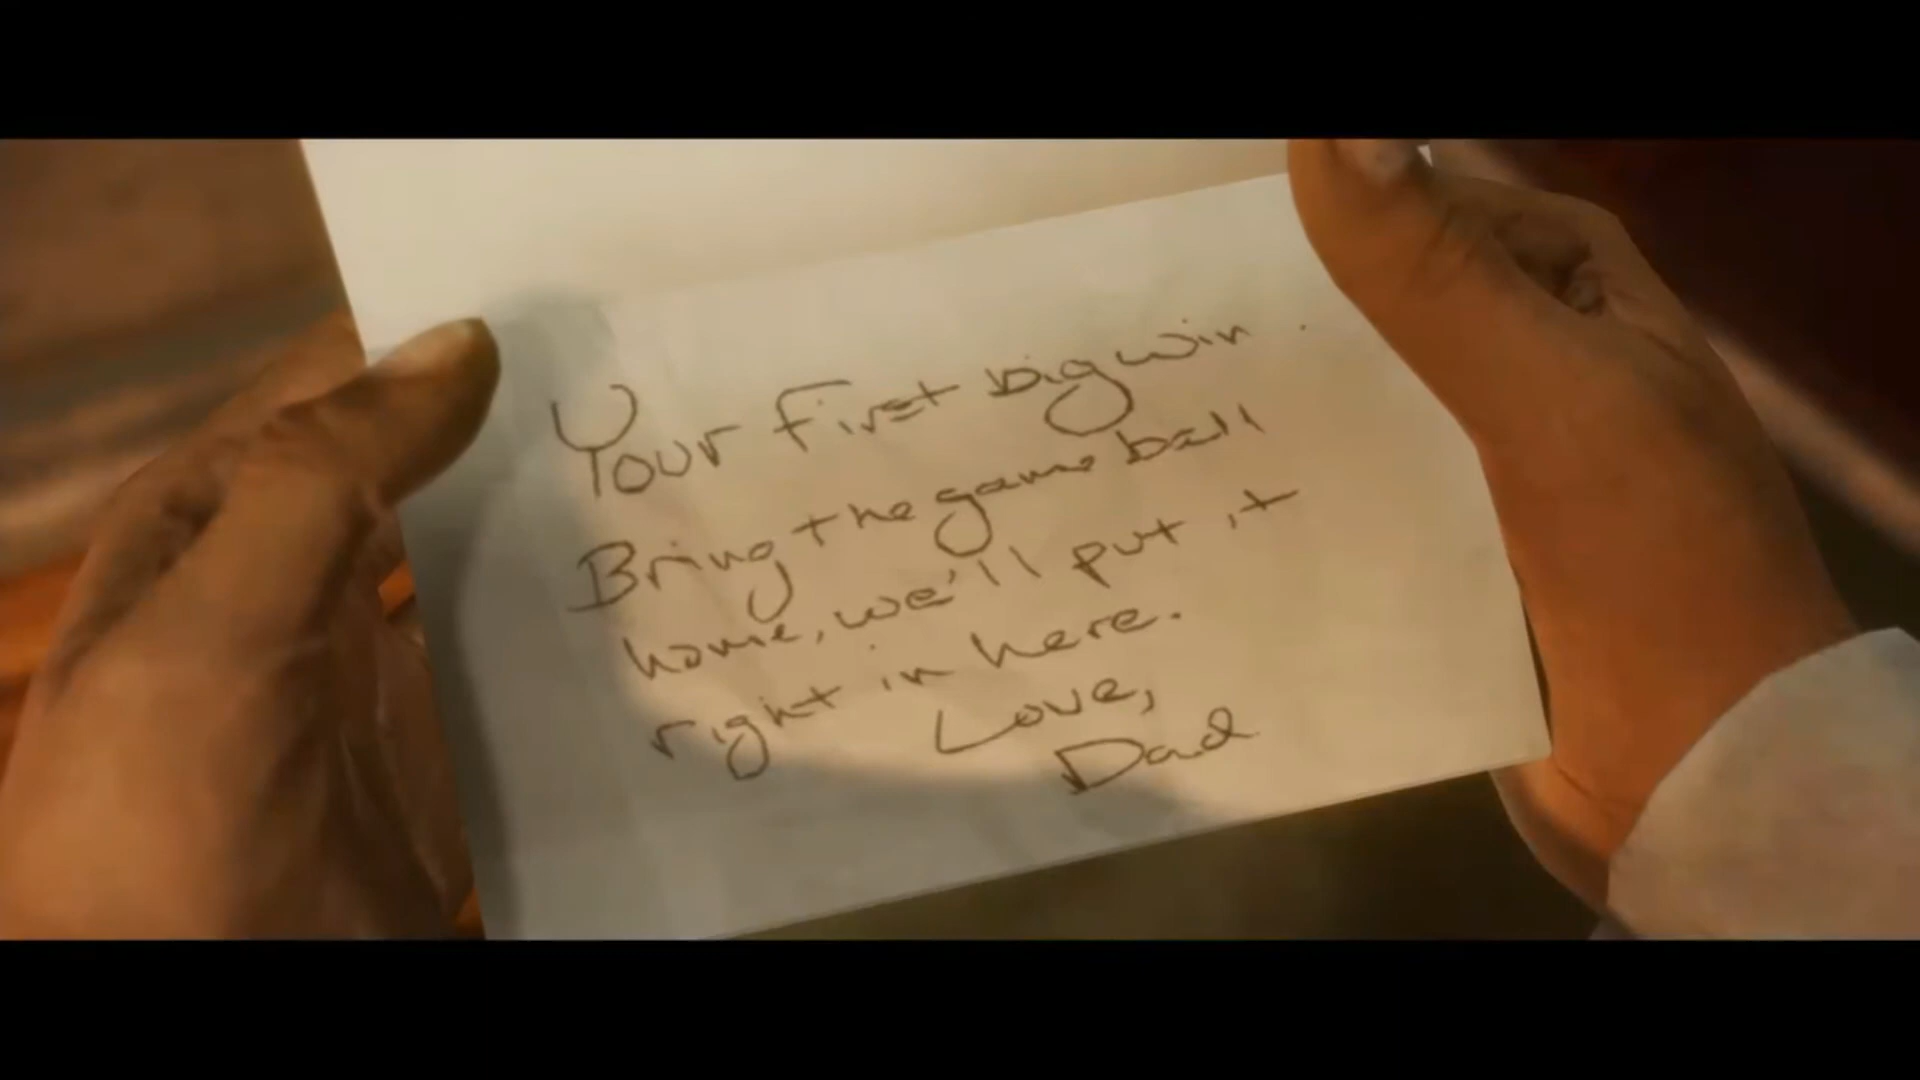 Your first big win.
Bring the game ball
home, we'll put it
right in here.
Love,
Dad